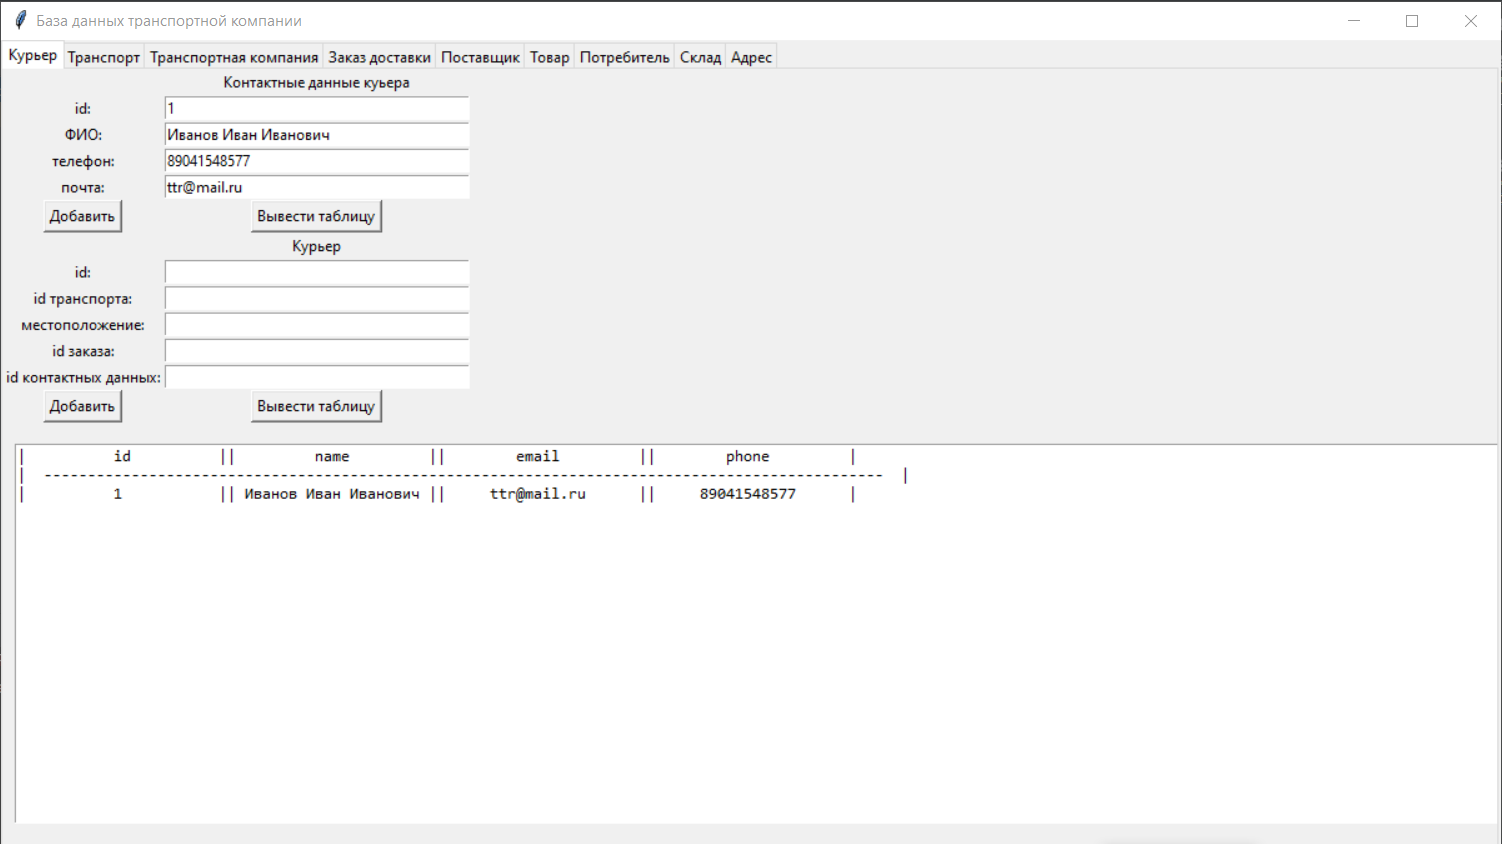 База данных транспортной компании
Курьер Транспорт Транспортная компания Заказ доставки Поставщик Товар Потребитель Склад Адрес
Контактные данные куьера
id: 1
ФИО: Иванов Иван Иванович
телефон: 89041548577
почта: ttr@mail.ru
Добавить Вывести таблицу
Курьер
id:
id транспорта:
местоположение:
id заказа:
id контактных данных:
Добавить Вывести таблицу
| id || name || email || phone |
| ------------------------------------------------------------------------------------------------ |
| 1 || Иванов Иван Иванович || ttr@mail.ru || 89041548577 |